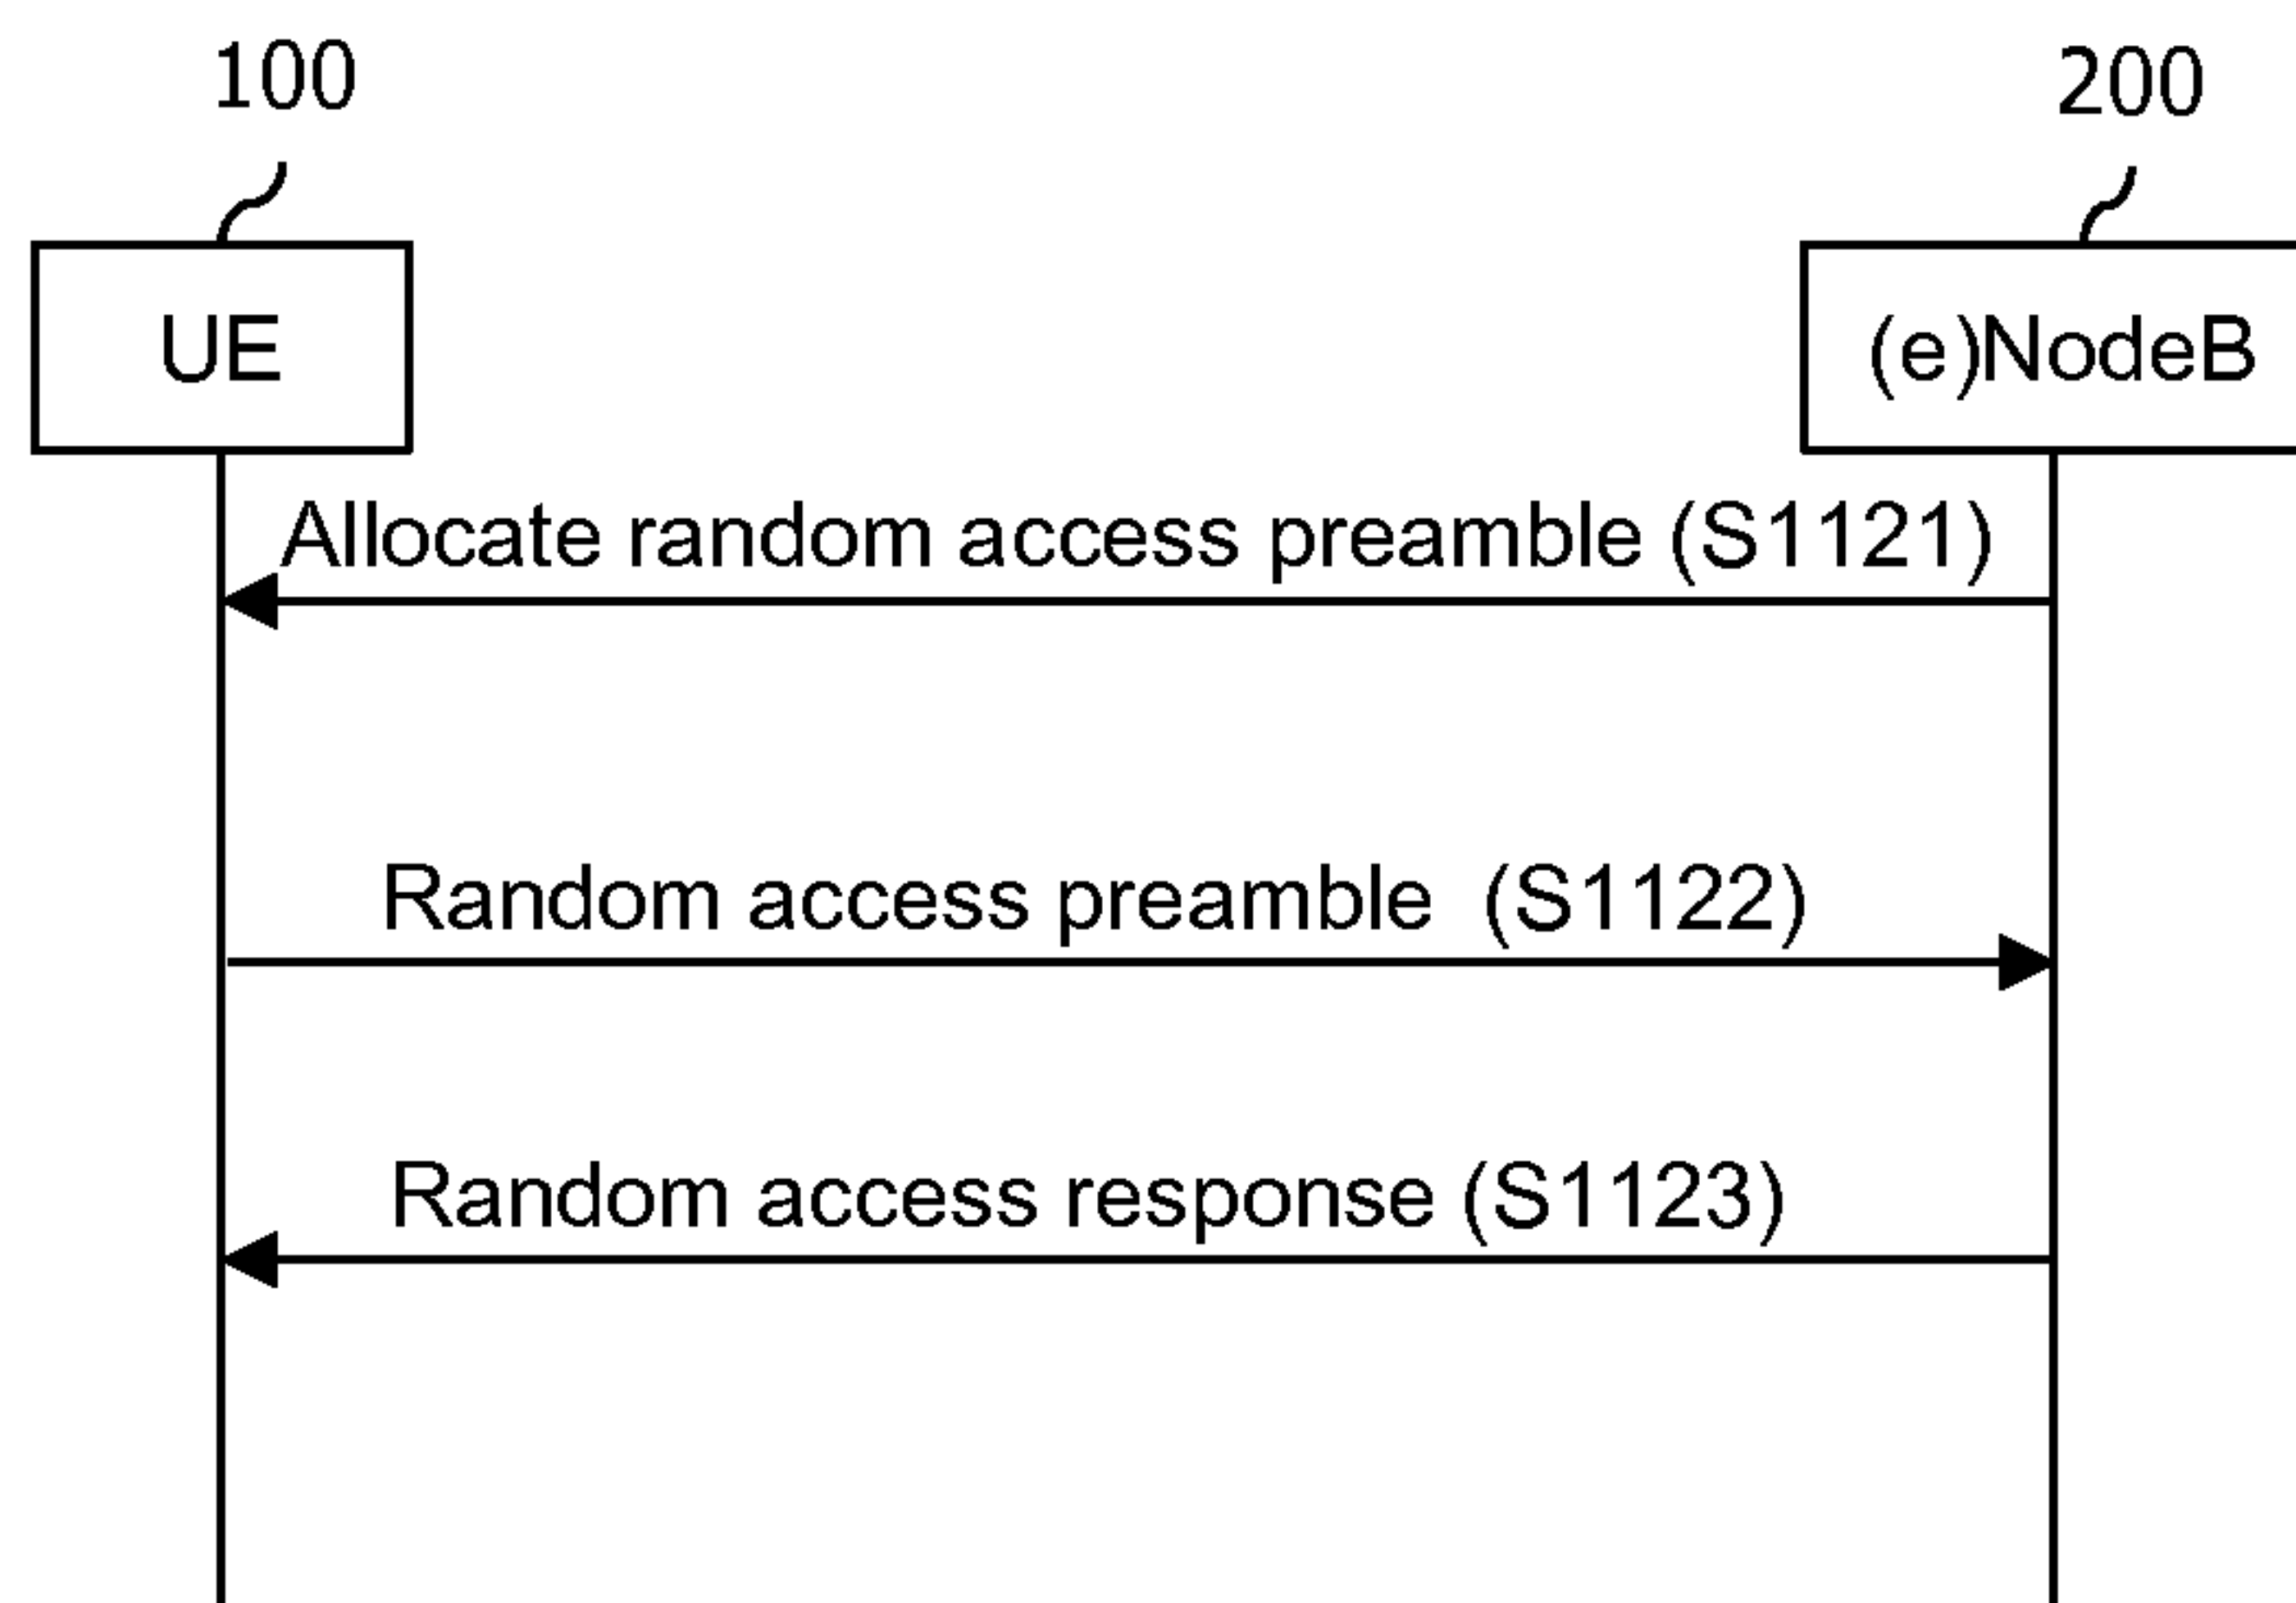 100
200
UE
(e)NodeB
Allocate random access preamble (S1121)
Random access preamble (S1122)
Random access response (S1123)